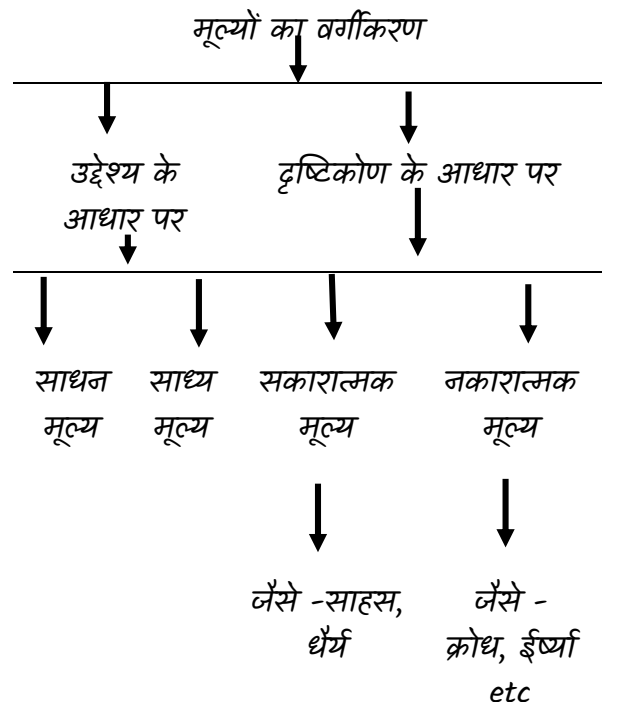 मूल्यों का वर्गीकरण
उद्देश्य के
आधार पर
दृष्टिकोण के आधार पर
साधन
मूल्य
साध्य
मूल्य
सकारात्मक
मूल्य
नकारात्मक
मूल्य
जैसे -साहस,
धैर्य
जैसे -
क्रोध, ईर्ष्या
etc